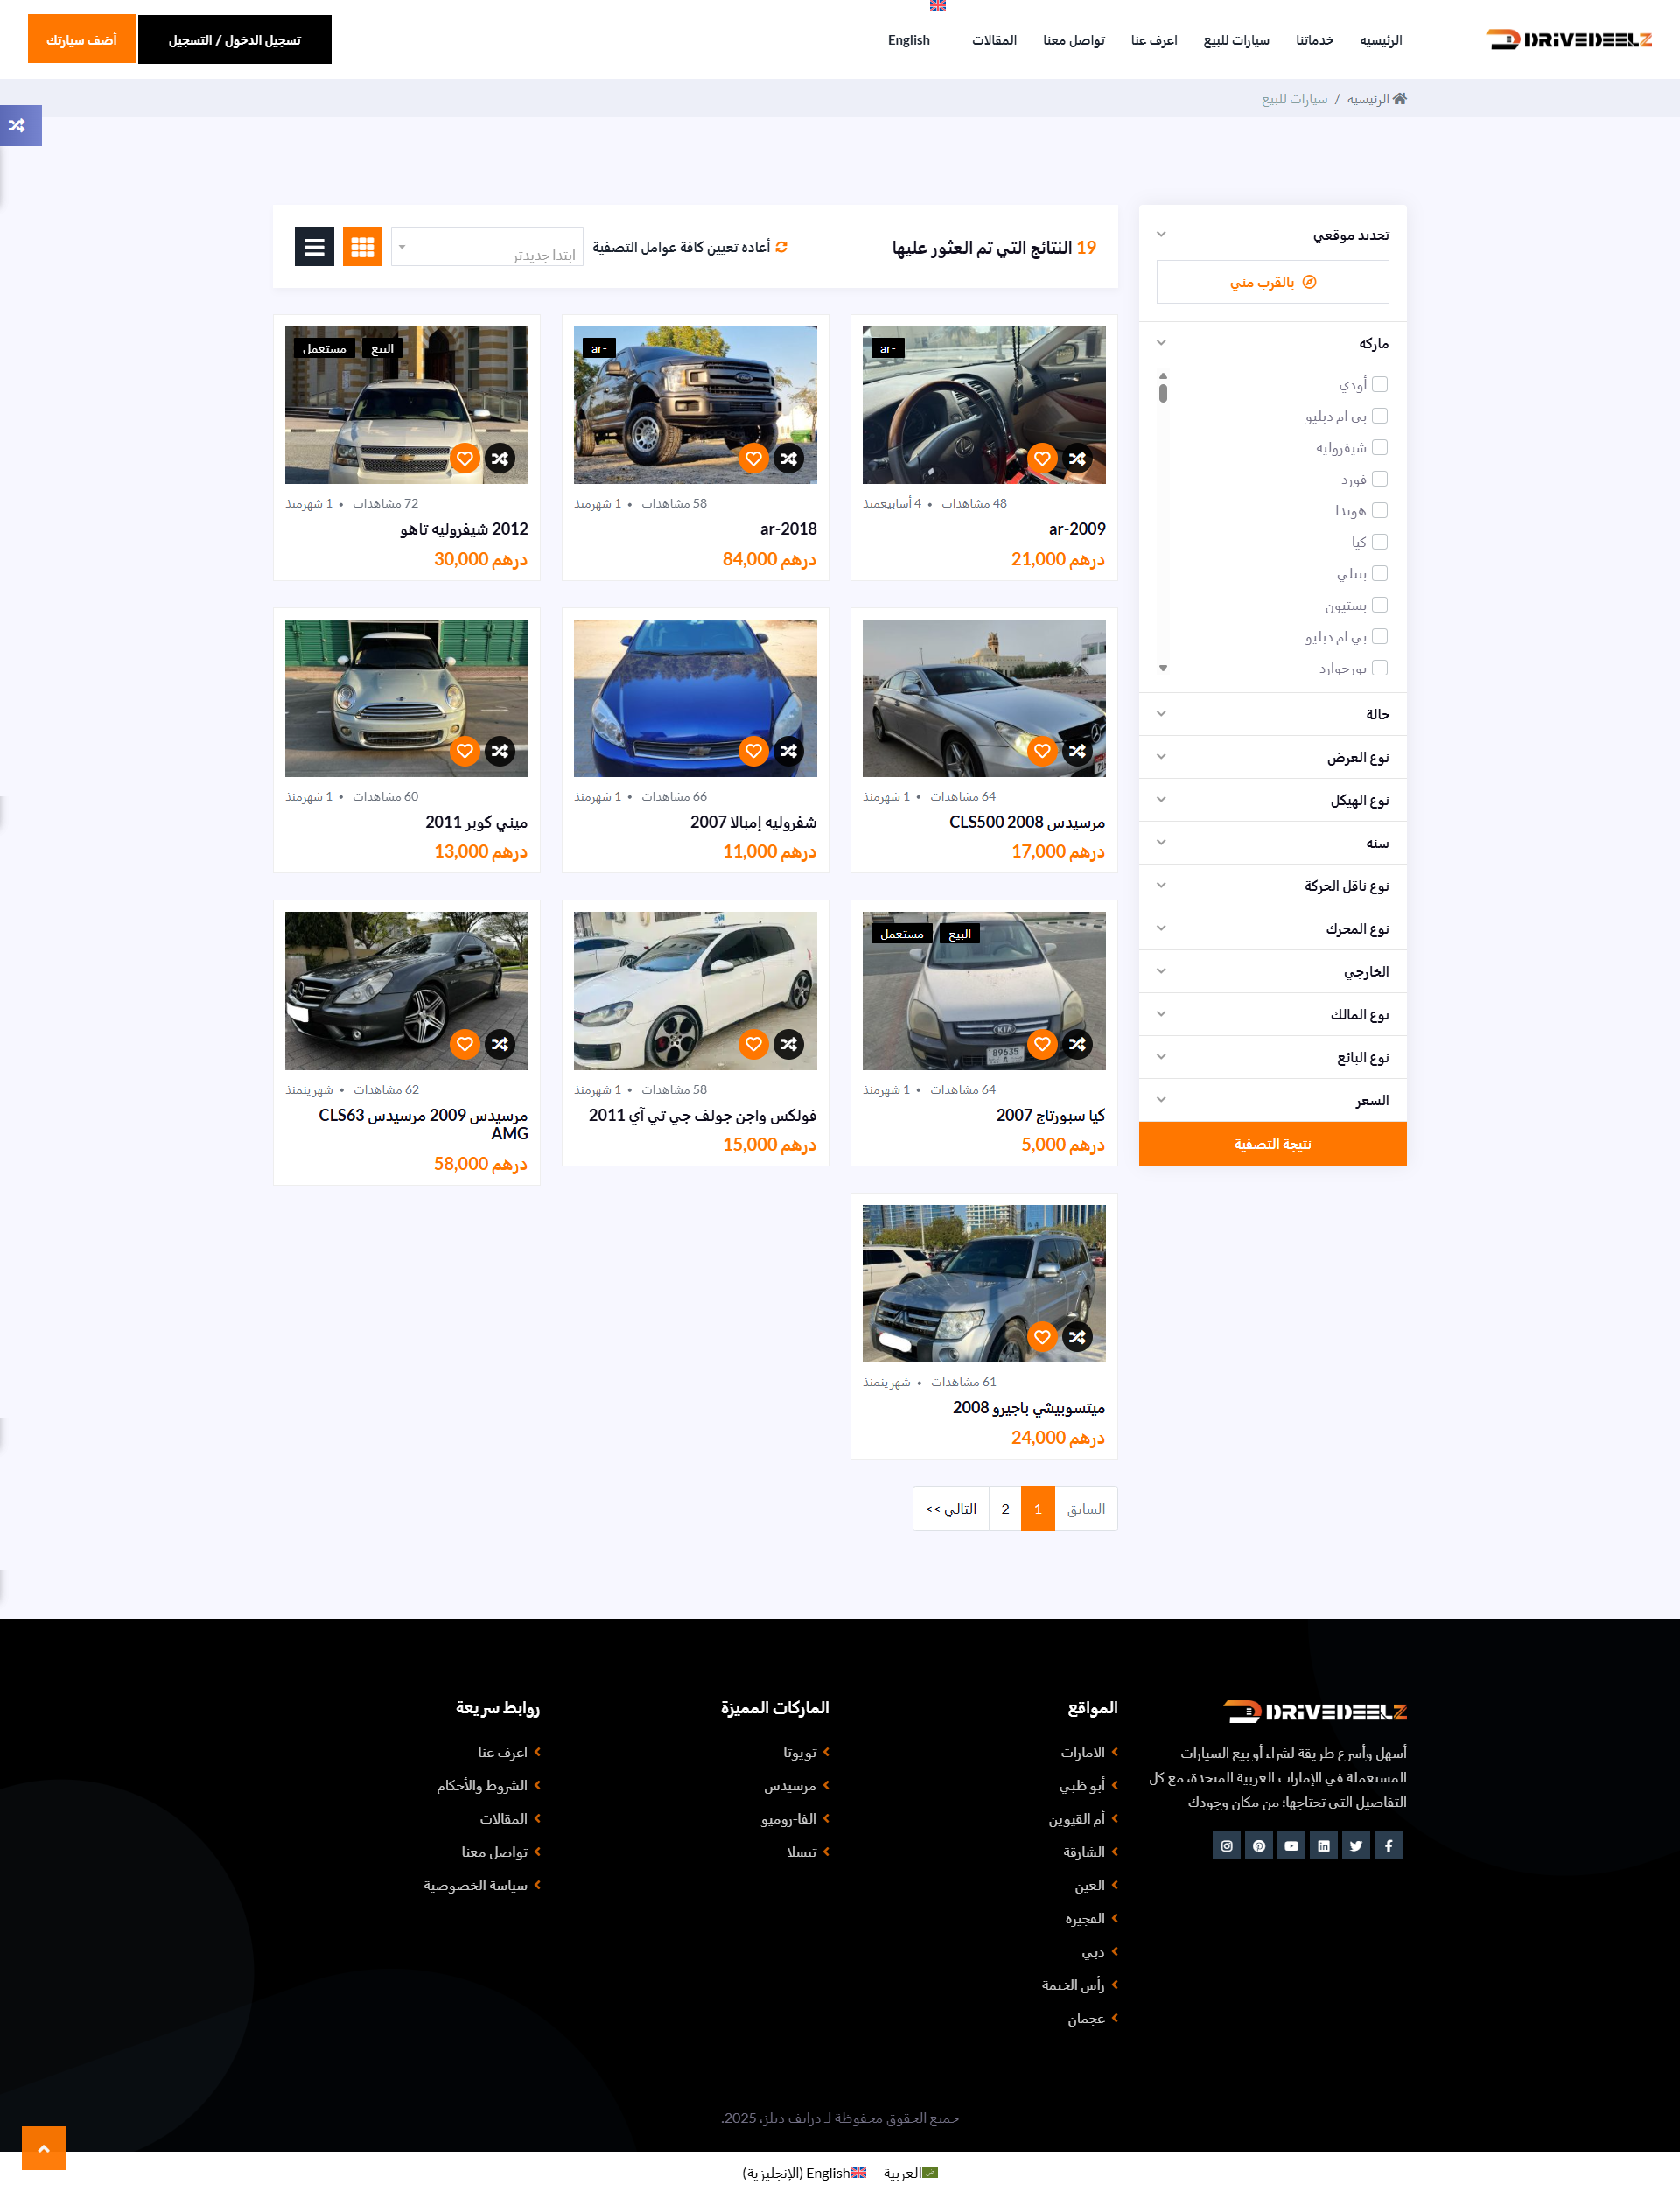 DRIVEDEELZ
الرئيسيه
خدماتنا
سيارات للبيع
اعرف عنا
تواصل معنا
المقالات
English
تسجيل الدخول / التسجيل
أضف سيارتك
الرئيسية / سيارات للبيع
تحديد موقعي
بالقرب مني
ماركه
أودي
بي ام دبليو
شيفروليه
فورد
هوندا
كيا
بنتلي
بستيون
بي ام دبليو
بورجوارد
حالة
نوع العرض
نوع الهيكل
سنه
نوع ناقل الحركة
نوع المحرك
الخارجي
نوع المالك
نوع البائع
السعر
نتيجة التصفية
19 النتائج التي تم العثور عليها
أعاده تعيين كافة عوامل التصفية
ابتدا جديدتر
ar-
48 مشاهدات • 4 أسابيعمنذ
ar-2009
درهم 21,000
ar-
58 مشاهدات • 1 شهرمنذ
ar-2018
درهم 84,000
البيع
مستعمل
72 مشاهدات • 1 شهرمنذ
2012 شيفروليه تاهو
درهم 30,000
64 مشاهدات • 1 شهرمنذ
مرسيدس CLS500 2008
درهم 17,000
66 مشاهدات • 1 شهرمنذ
شفروليه إمبالا 2007
درهم 11,000
60 مشاهدات • 1 شهرمنذ
ميني كوبر 2011
درهم 13,000
البيع
مستعمل
KIA
89635
64 مشاهدات • 1 شهرمنذ
كيا سبورتاج 2007
درهم 5,000
58 مشاهدات • 1 شهرمنذ
فولكس واجن جولف جي تي آي 2011
درهم 15,000
62 مشاهدات • شهرينمنذ
مرسيدس 2009 مرسيدس CLS63
AMG
درهم 58,000
61 مشاهدات • شهرينمنذ
ميتسوبيشي باجيرو 2008
درهم 24,000
السابق
1
2
التالي >>
DRIVEDEELZ
أسهل وأسرع طريقة لشراء أو بيع السيارات
المستعملة في الإمارات العربية المتحدة، مع كل
التفاصيل التي تحتاجها؛ من مكان وجودك
المواقع
الامارات
أبو ظبي
أم القيوين
الشارقة
العين
الفجيرة
دبي
رأس الخيمة
عجمان
الماركات المميزة
تويوتا
مرسيدس
الفا-روميو
تيسلا
روابط سريعة
اعرف عنا
الشروط والأحكام
المقالات
تواصل معنا
سياسة الخصوصية
جميع الحقوق محفوظة لـ درايف ديلز، 2025.
العربية
English (الإنجليزية)